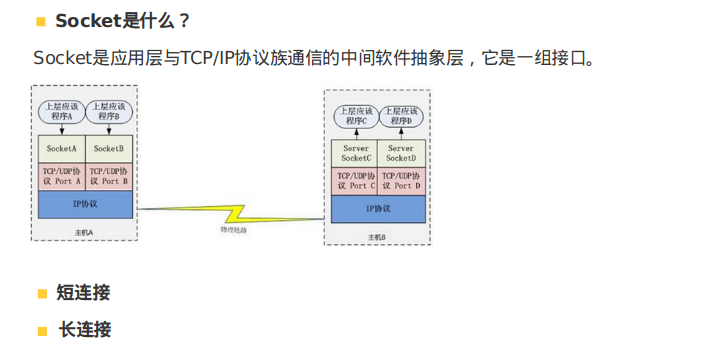 Socket是什么？
Socket是应用层与TCP/IP协议族通信的中间软件抽象层，它是一组接口。
上层应该程序A
上层应该程序B
SocketA
SocketB
TCP/UDP协议 Port A
TCP/UDP协议 Port B
IP协议
主机A
物理链路
上层应该程序C
上层应该程序D
Server SocketC
Server SocketD
TCP/UDP协议 Port C
TCP/UDP协议 Port D
IP协议
主机B
短连接
长连接